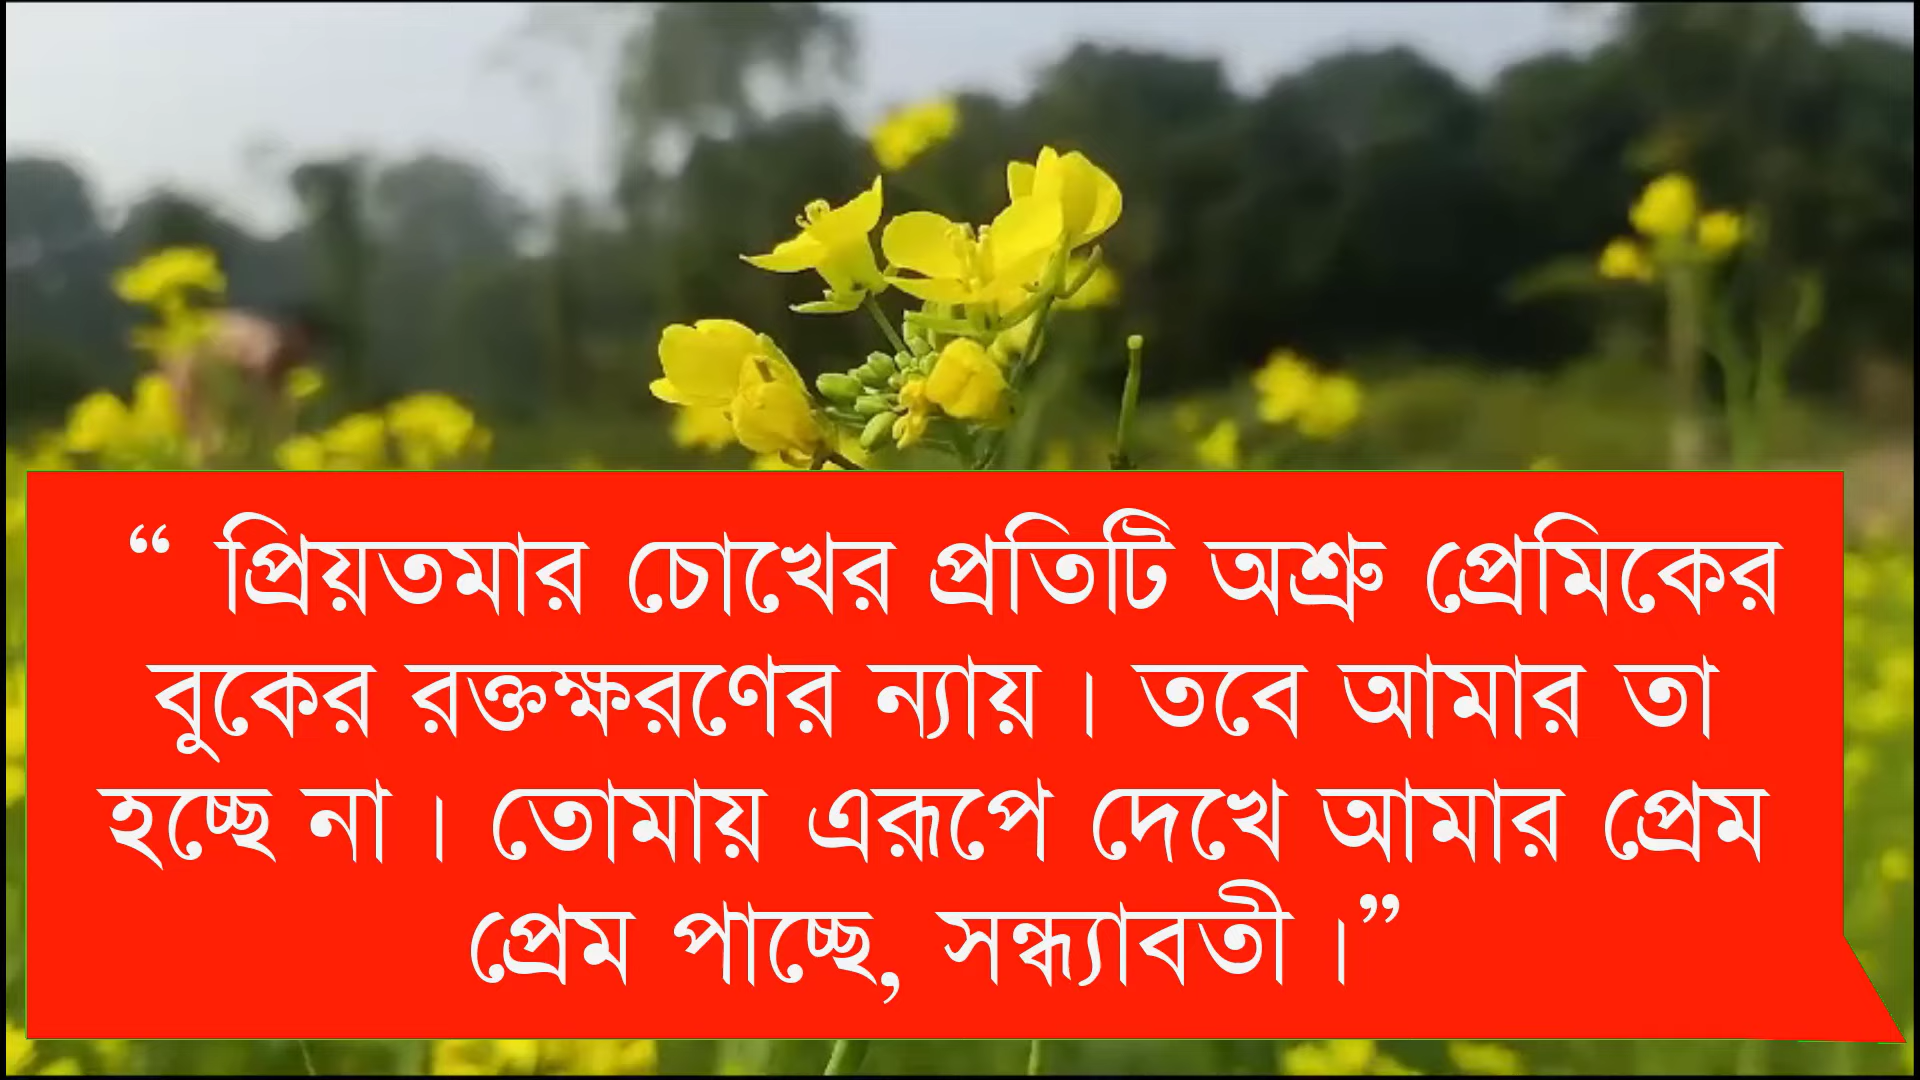 “ প্রিয়তমার চোখের প্রতিটি অশ্রু প্রেমিকের
বুকের রক্তক্ষরণের ন্যায় । তবে আমার তা
হচ্ছে না । তোমায় এরূপে দেখে আমার প্রেম
প্রেম পাচ্ছে, সন্ধ্যাবতী ।”